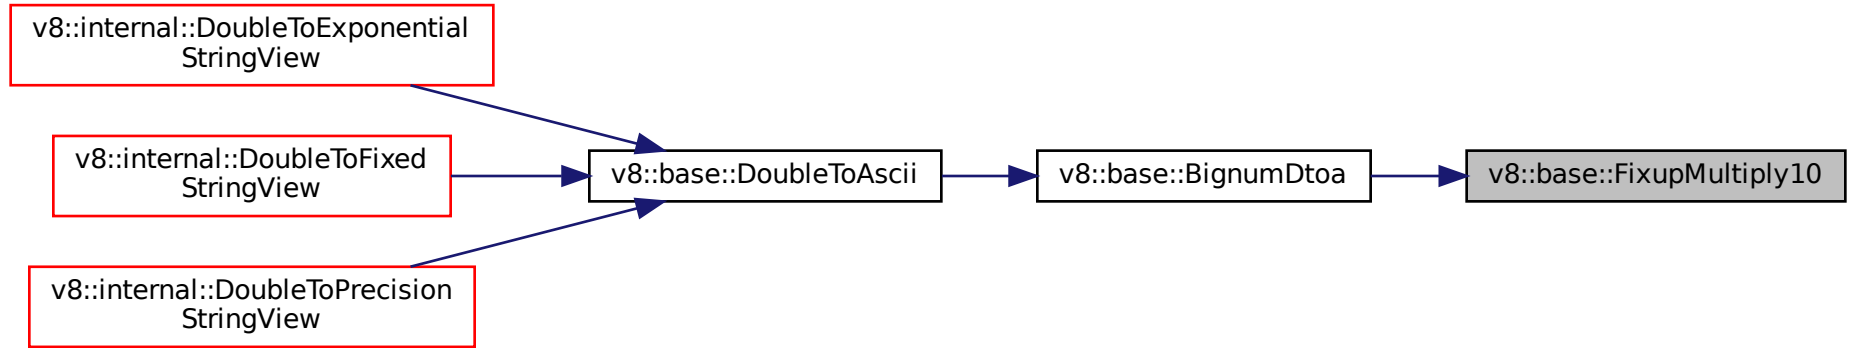 v8::internal::DoubleToExponential
StringView
v8::internal::DoubleToFixed
StringView
v8::base::DoubleToAscii
v8::base::BignumDtoa
v8::base::FixupMultiply10
v8::internal::DoubleToPrecision
StringView